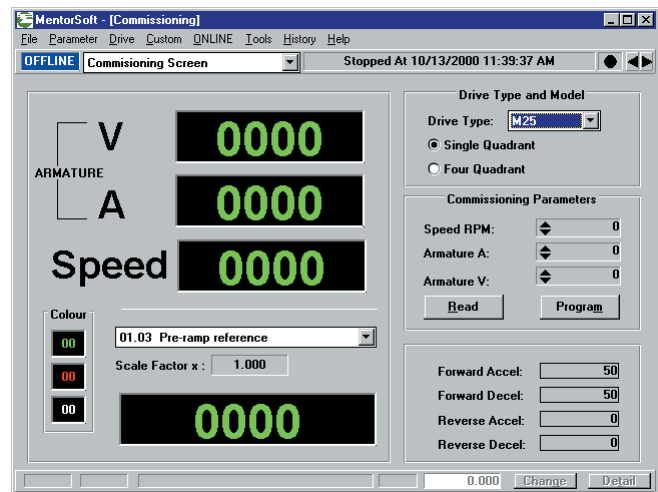 MentorSoft - [Commissioning]
File Parameter Drive Custom ONLINE Tools History Help
OFFLINE Commisioning Screen Stopped At 10/13/2000 11:39:37 AM
V 0000
ARMATURE
A 0000
Speed 0000
Colour
00
00
00
01.03 Pre-ramp reference
Scale Factor x : 1.000
0000
Drive Type and Model
Drive Type: M25
Single Quadrant
Four Quadrant
Commissioning Parameters
Speed RPM: 0
Armature A: 0
Armature V: 0
Read Program
Forward Accel: 50
Forward Decel: 50
Reverse Accel: 0
Reverse Decel: 0
0.000 Change Detail